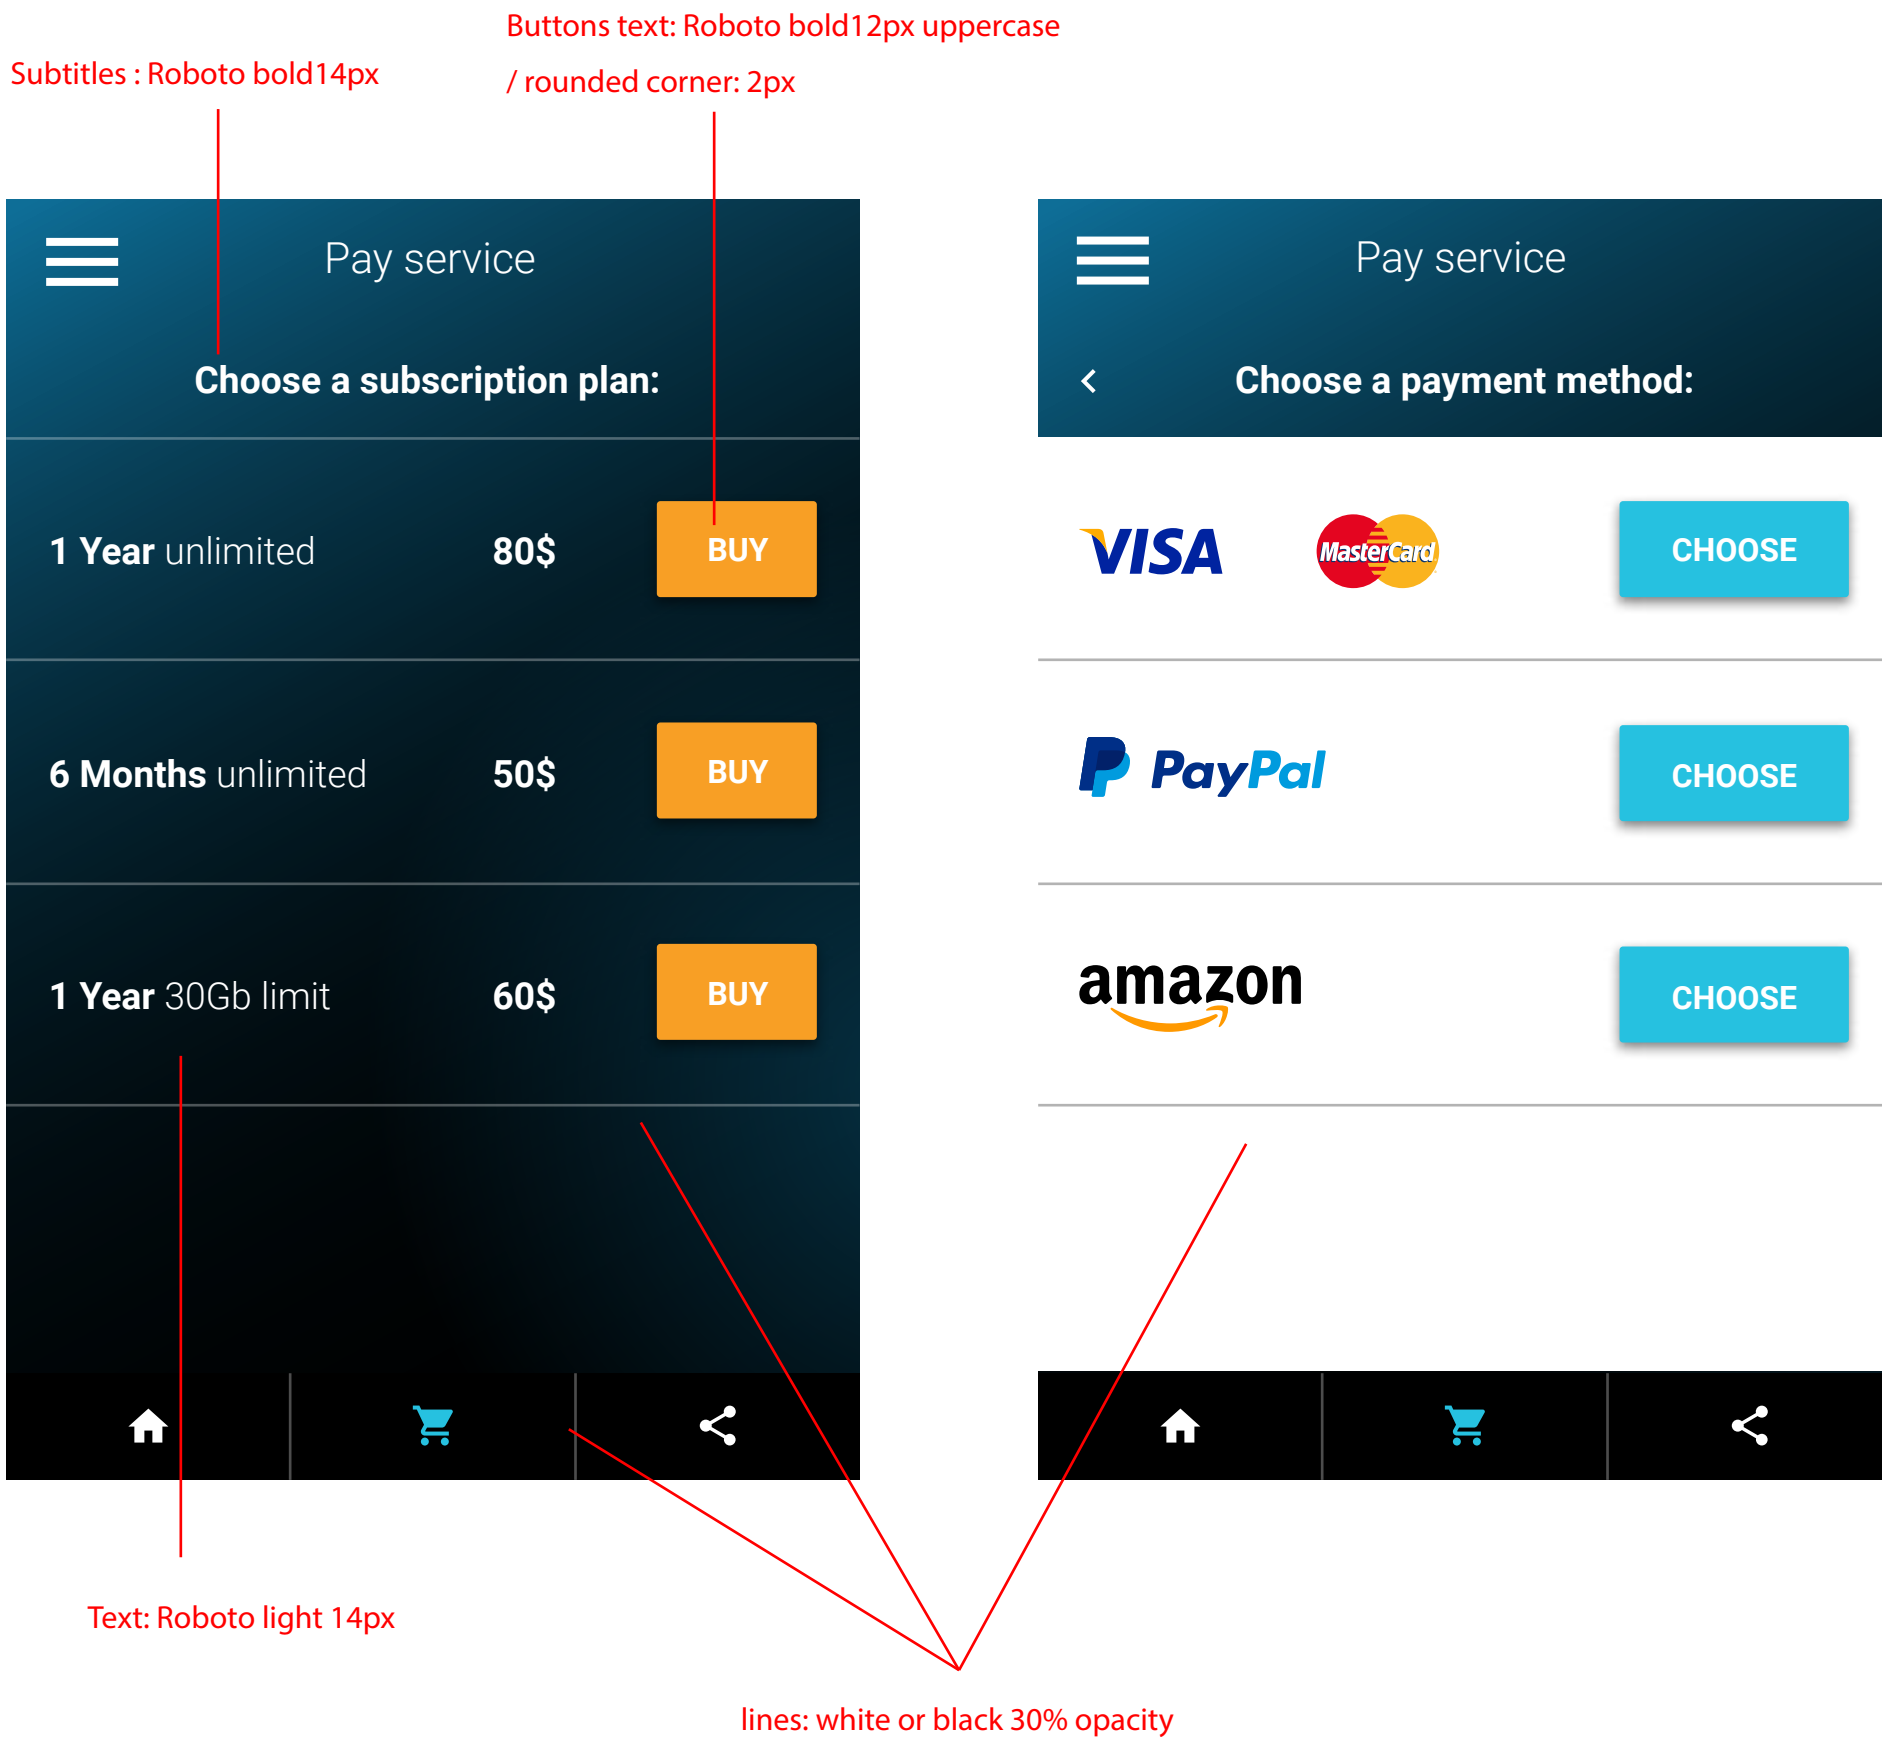 Buttons text: Roboto bold12px uppercase
/ rounded corner: 2px
Subtitles : Roboto bold14px
Pay service
Choose a subscription plan:
1 Year unlimited 80$ BUY
6 Months unlimited 50$ BUY
1 Year 30Gb limit 60$ BUY
Pay service
Choose a payment method:
VISA MasterCard CHOOSE
PayPal CHOOSE
amazon CHOOSE
Text: Roboto light 14px
lines: white or black 30% opacity